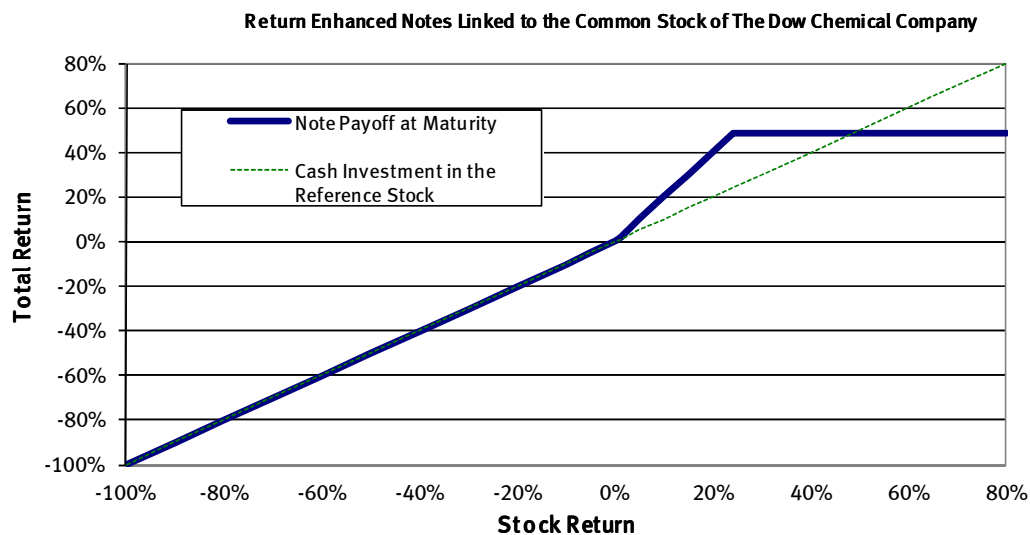 Return Enhanced Notes Linked to the Common Stock of The Dow Chemical Company
80%
60%
40%
20%
0%
-20%
-40%
-60%
-80%
-100%
Note Payoff at Maturity
Cash Investment in the
Reference Stock
Total Return
-100% -80% -60% -40% -20% 0% 20% 40% 60% 80%
Stock Return